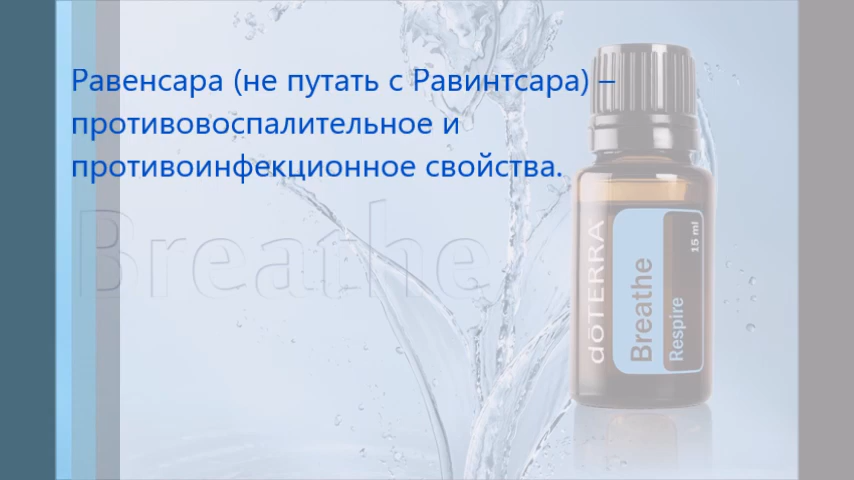 Равенсара (не путать с Равинтсара) –
противовоспалительное и
противоинфекционное свойства.
Breathe
dōTERRA
Breathe
Respire
15 ml